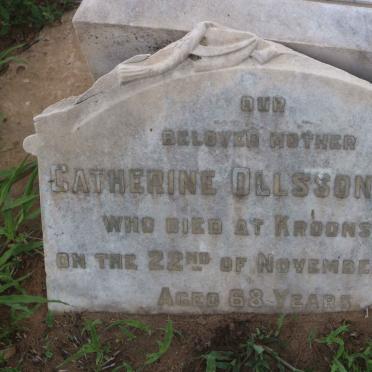 OUR
BELOVED MOTHER
CATHERINE OLLSSON
WHO DIED AT KROONS
ON THE 22ND OF NOVEMBE
AGED 68 YEARS